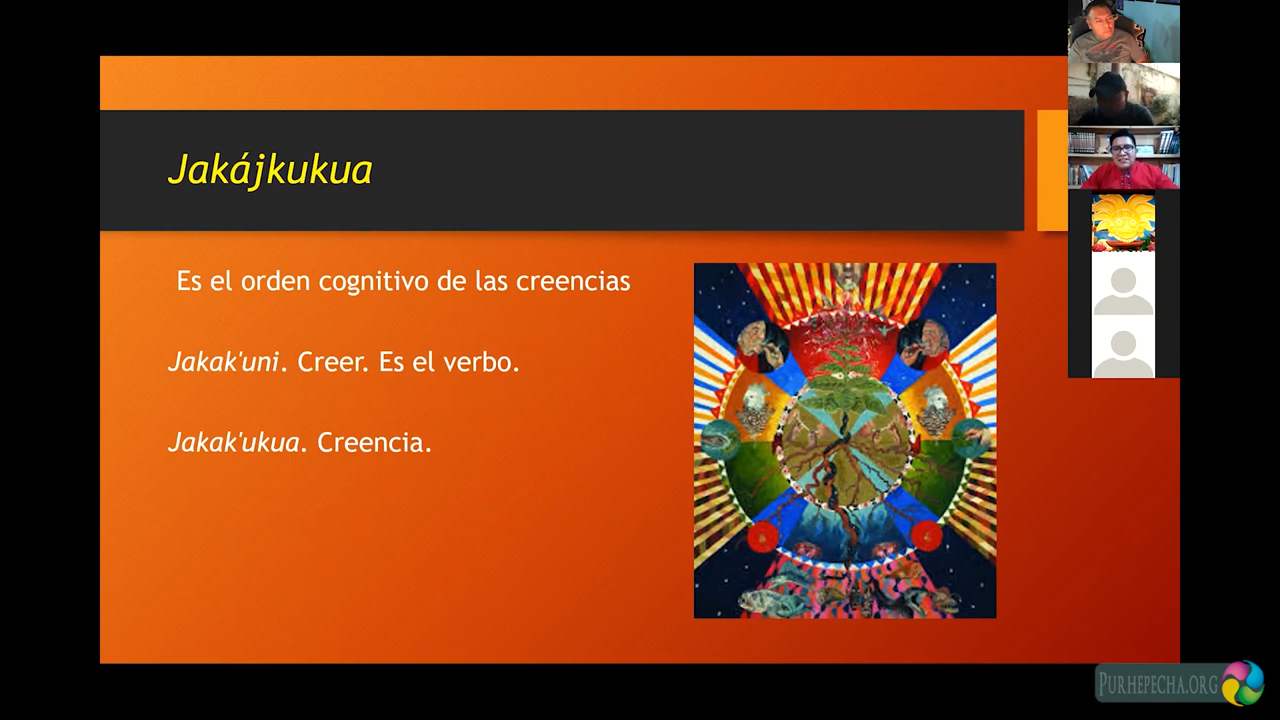 Jakájkukua
Es el orden cognitivo de las creencias
Jakak'uni. Creer. Es el verbo.
Jakak'ukua. Creencia.
PURHEPECHA.ORG